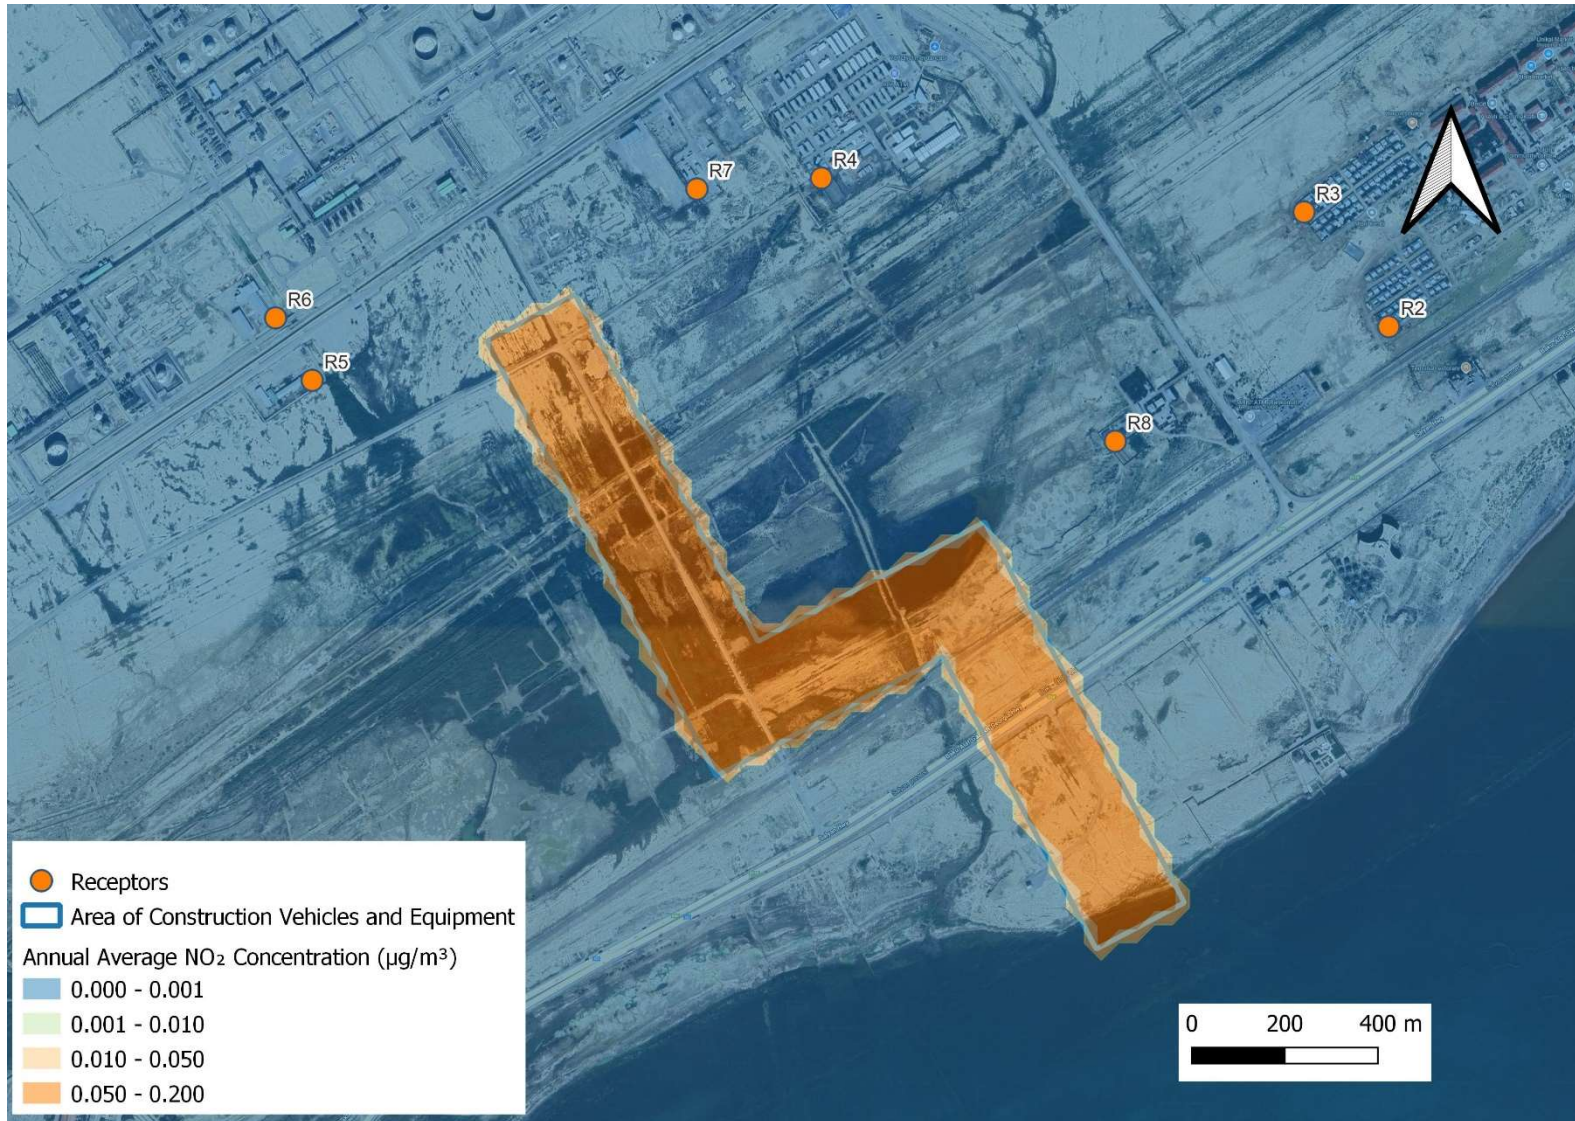 R7
R4
R3
R6
R2
R5
R8
Receptors
Area of Construction Vehicles and Equipment
Annual Average NO₂ Concentration (µg/m³)
0.000 - 0.001
0.001 - 0.010
0.010 - 0.050
0.050 - 0.200
0 200 400 m